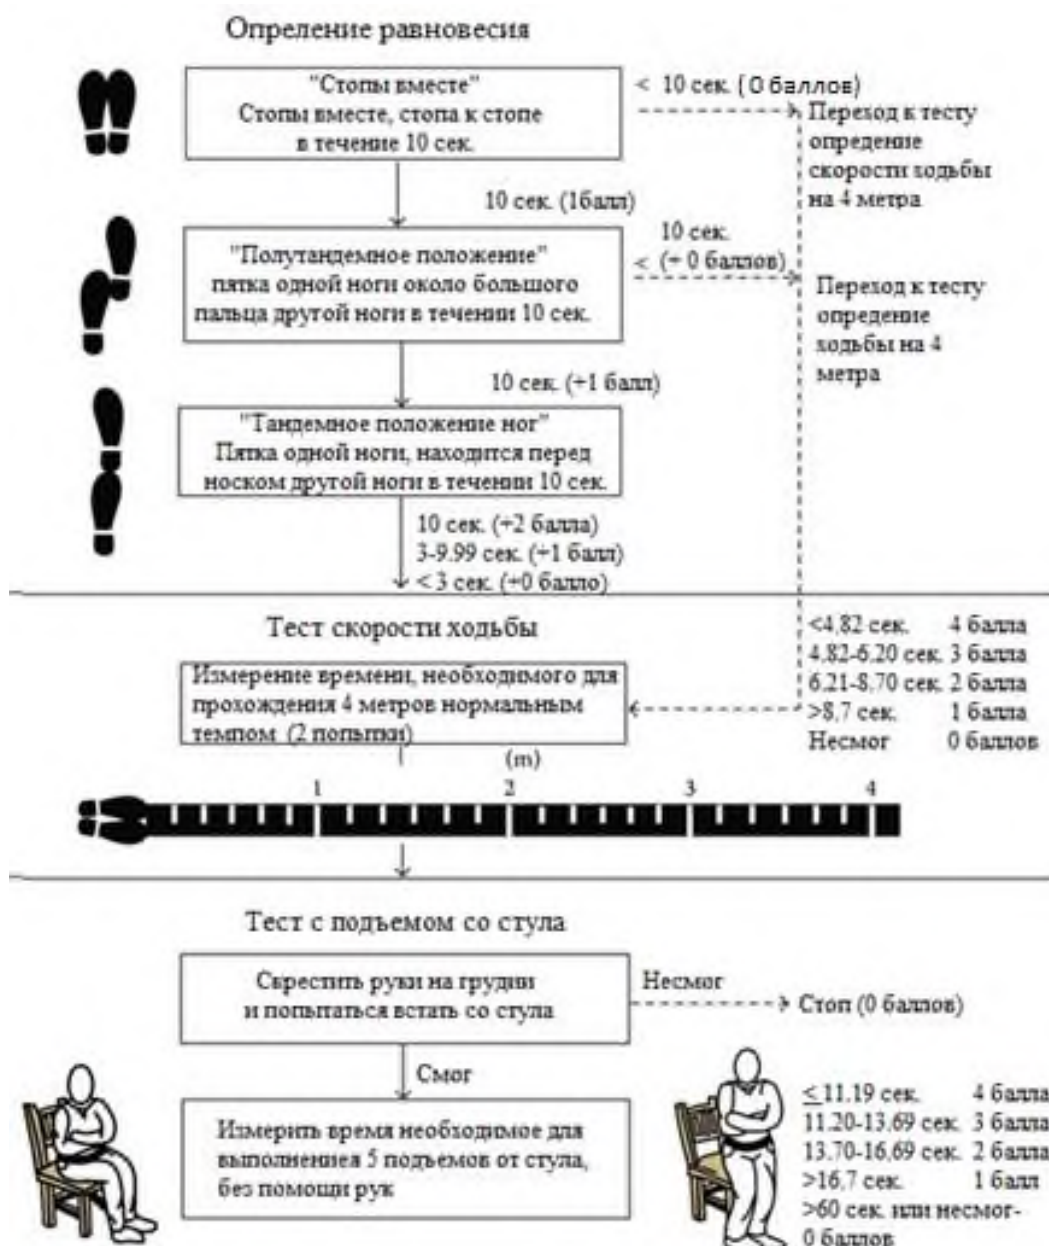 Опреление равновесия
"Стопы вместе"
Стопы вместе, стопа к стопе
в течение 10 сек.
< 10 сек. (0 баллов)
Переход к тесту
опредение
скорости ходьбы
на 4 метра
10 сек. (1балл)
"Полутандемное положение"
пятка одной ноги около большого
пальца другой ноги в течении 10 сек.
10 сек.
< (+ 0 баллов)
Переход к тесту
опредение
ходьбы на 4
метра
10 сек. (+1 балл)
"Тандемное положение ног"
Пятка одной ноги, находится перед
носком другой ноги в течении 10 сек.
10 сек. (+2 балла)
3-9.99 сек. (+1 балл)
< 3 сек. (+0 балло)
Тест скорости ходьбы
Измерение времени, необходимого для
прохождения 4 метров нормальным
темпом (2 попытки)
<4,82 сек. 4 балла
4.82-6.20 сек. 3 балла
6.21-8,70 сек. 2 балла
>8,7 сек. 1 балла
Несмог 0 баллов
(m)
1 2 3 4
Тест с подъемом со стула
Скрестить руки на грудии
и попытаться встать со стула
Несмог
Стоп (0 баллов)
Смог
Измерить время необходимое для
выполнениея 5 подъемов от стула,
без помощи рук
≤11.19 сек. 4 балла
11.20-13.69 сек. 3 балла
13.70-16,69 сек. 2 балла
>16,7 сек. 1 балл
>60 сек. или несмог-
0 баллов